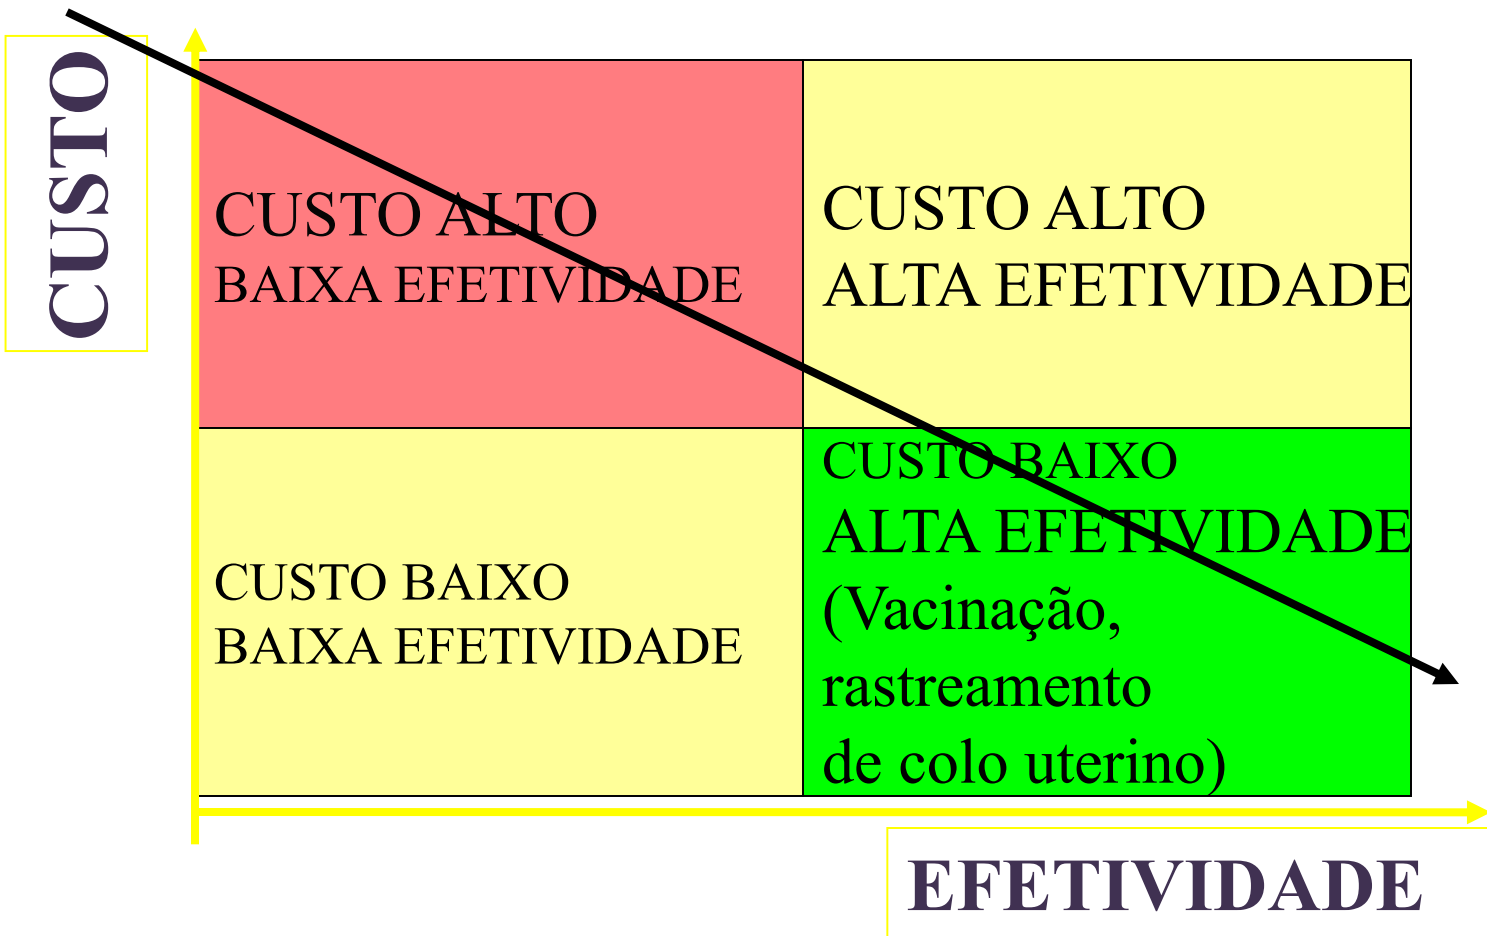 CUSTO
CUSTO ALTO
BAIXA EFETIVIDADE
CUSTO ALTO
ALTA EFETIVIDADE
CUSTO BAIXO
BAIXA EFETIVIDADE
CUSTO BAIXO
ALTA EFETIVIDADE
(Vacinação,
rastreamento
de colo uterino)
EFETIVIDADE